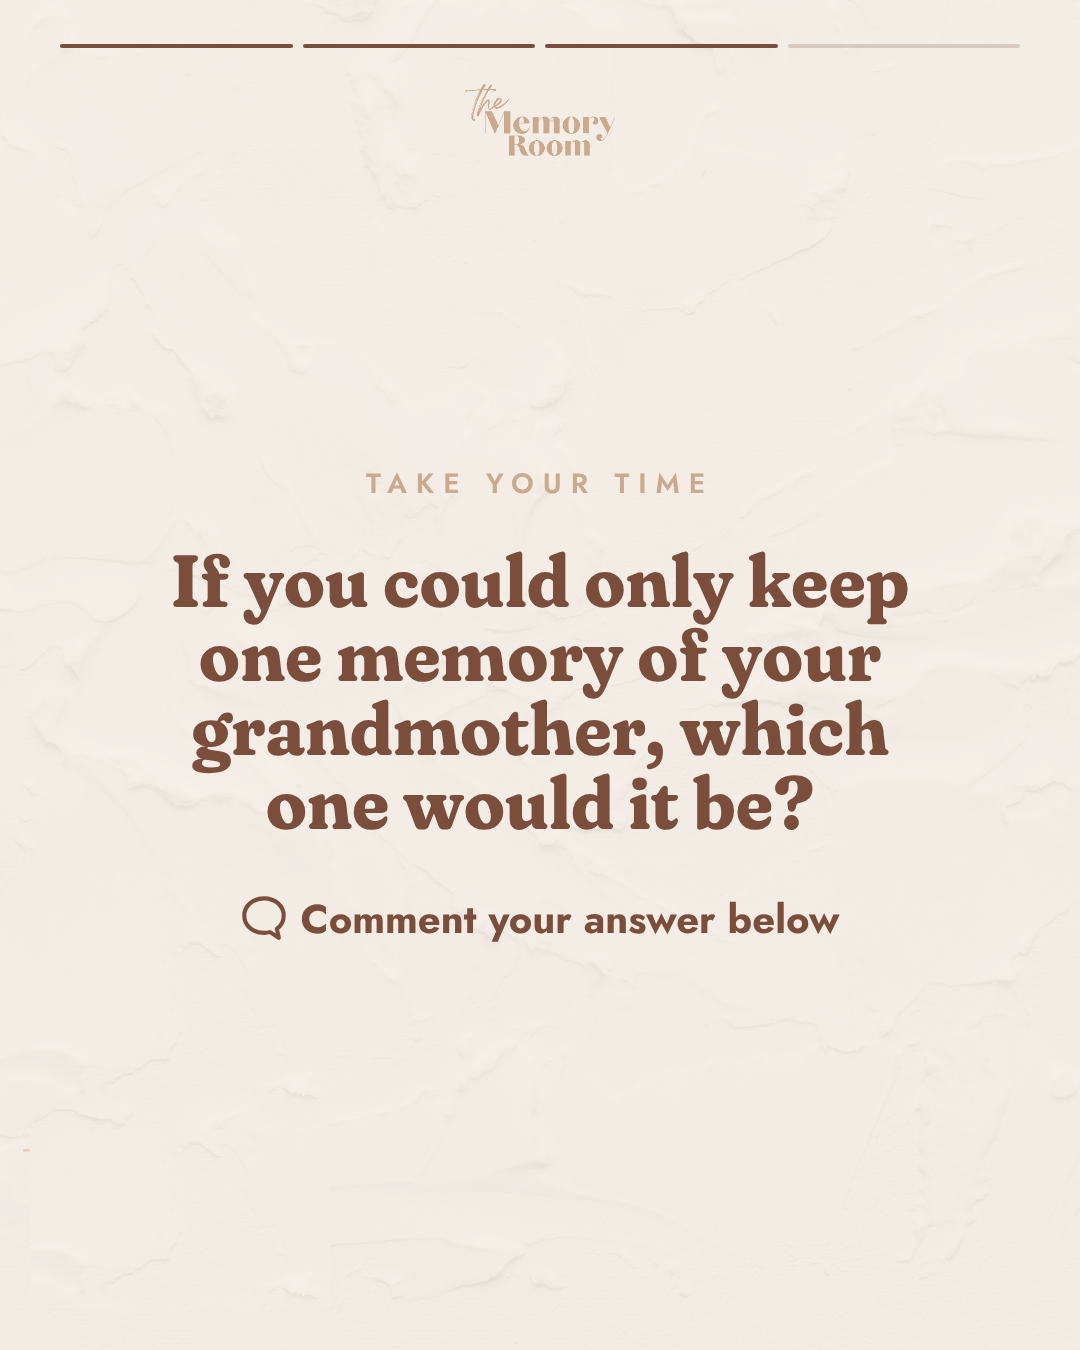 the
Memory
Room
TAKE YOUR TIME
If you could only keep
one memory of your
grandmother, which
one would it be?
Comment your answer below